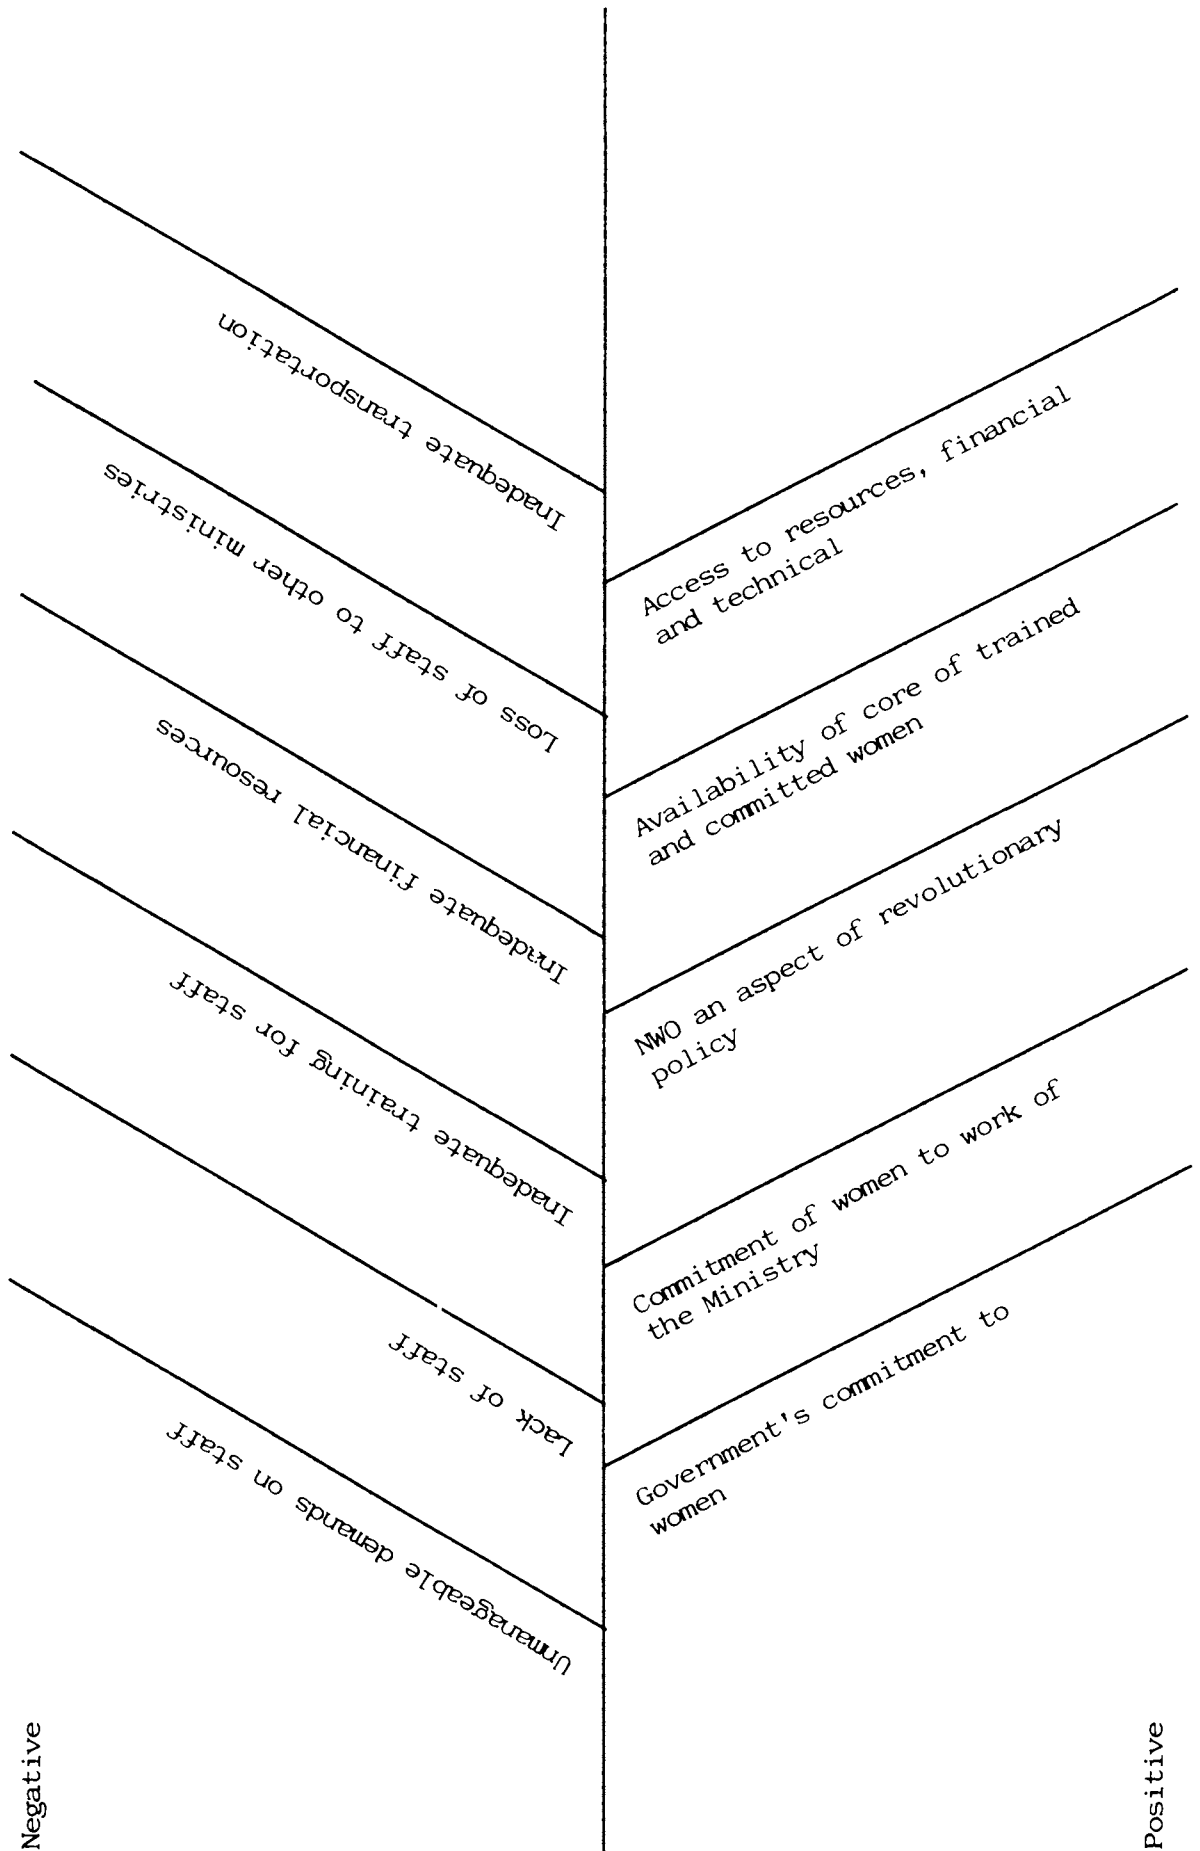 Inadequate transportation
Loss of staff to other ministries
Inadequate financial resources
Inadequate training for staff
Lack of staff
Unmanageable demands on staff
Negative
Access to resources, financial
and technical
Availability of core of trained
and committed women
NWO an aspect of revolutionary
policy
Commitment of women to work of
the Ministry
Government's commitment to
women
Positive